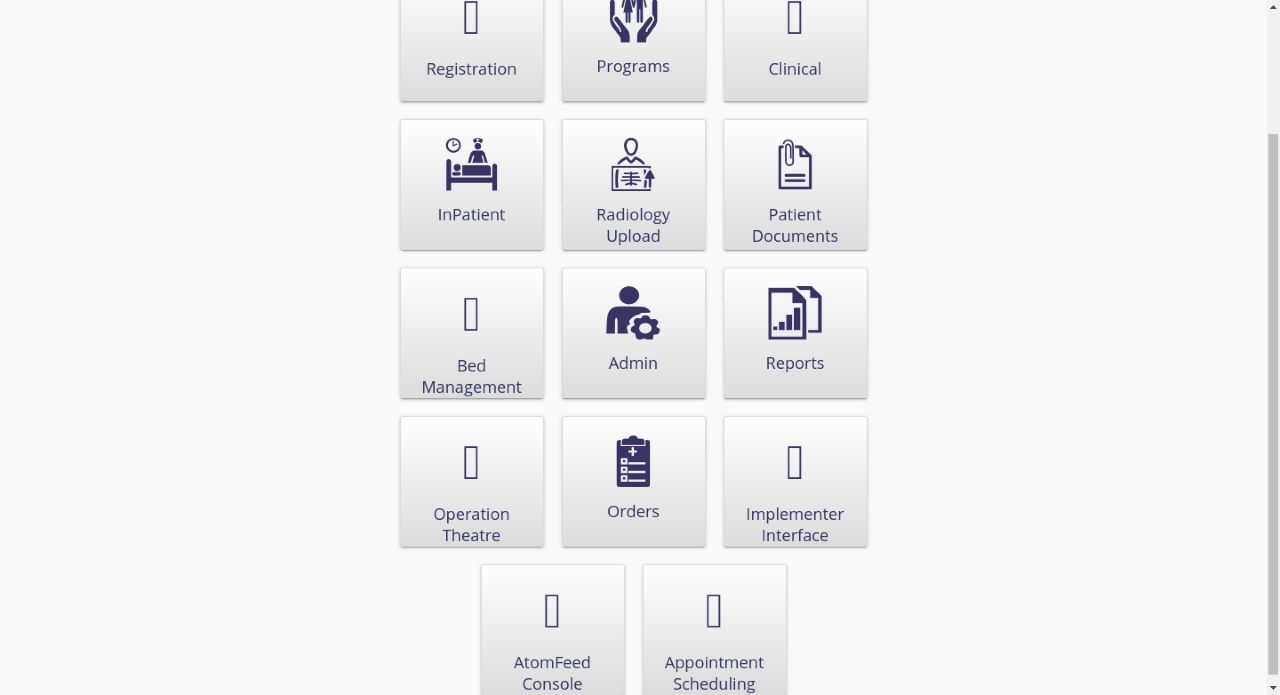 Registration
Programs
Clinical
InPatient
Radiology
Upload
Patient
Documents
Bed
Management
Admin
Reports
Operation
Theatre
Orders
Implementer
Interface
AtomFeed
Console
Appointment
Scheduling